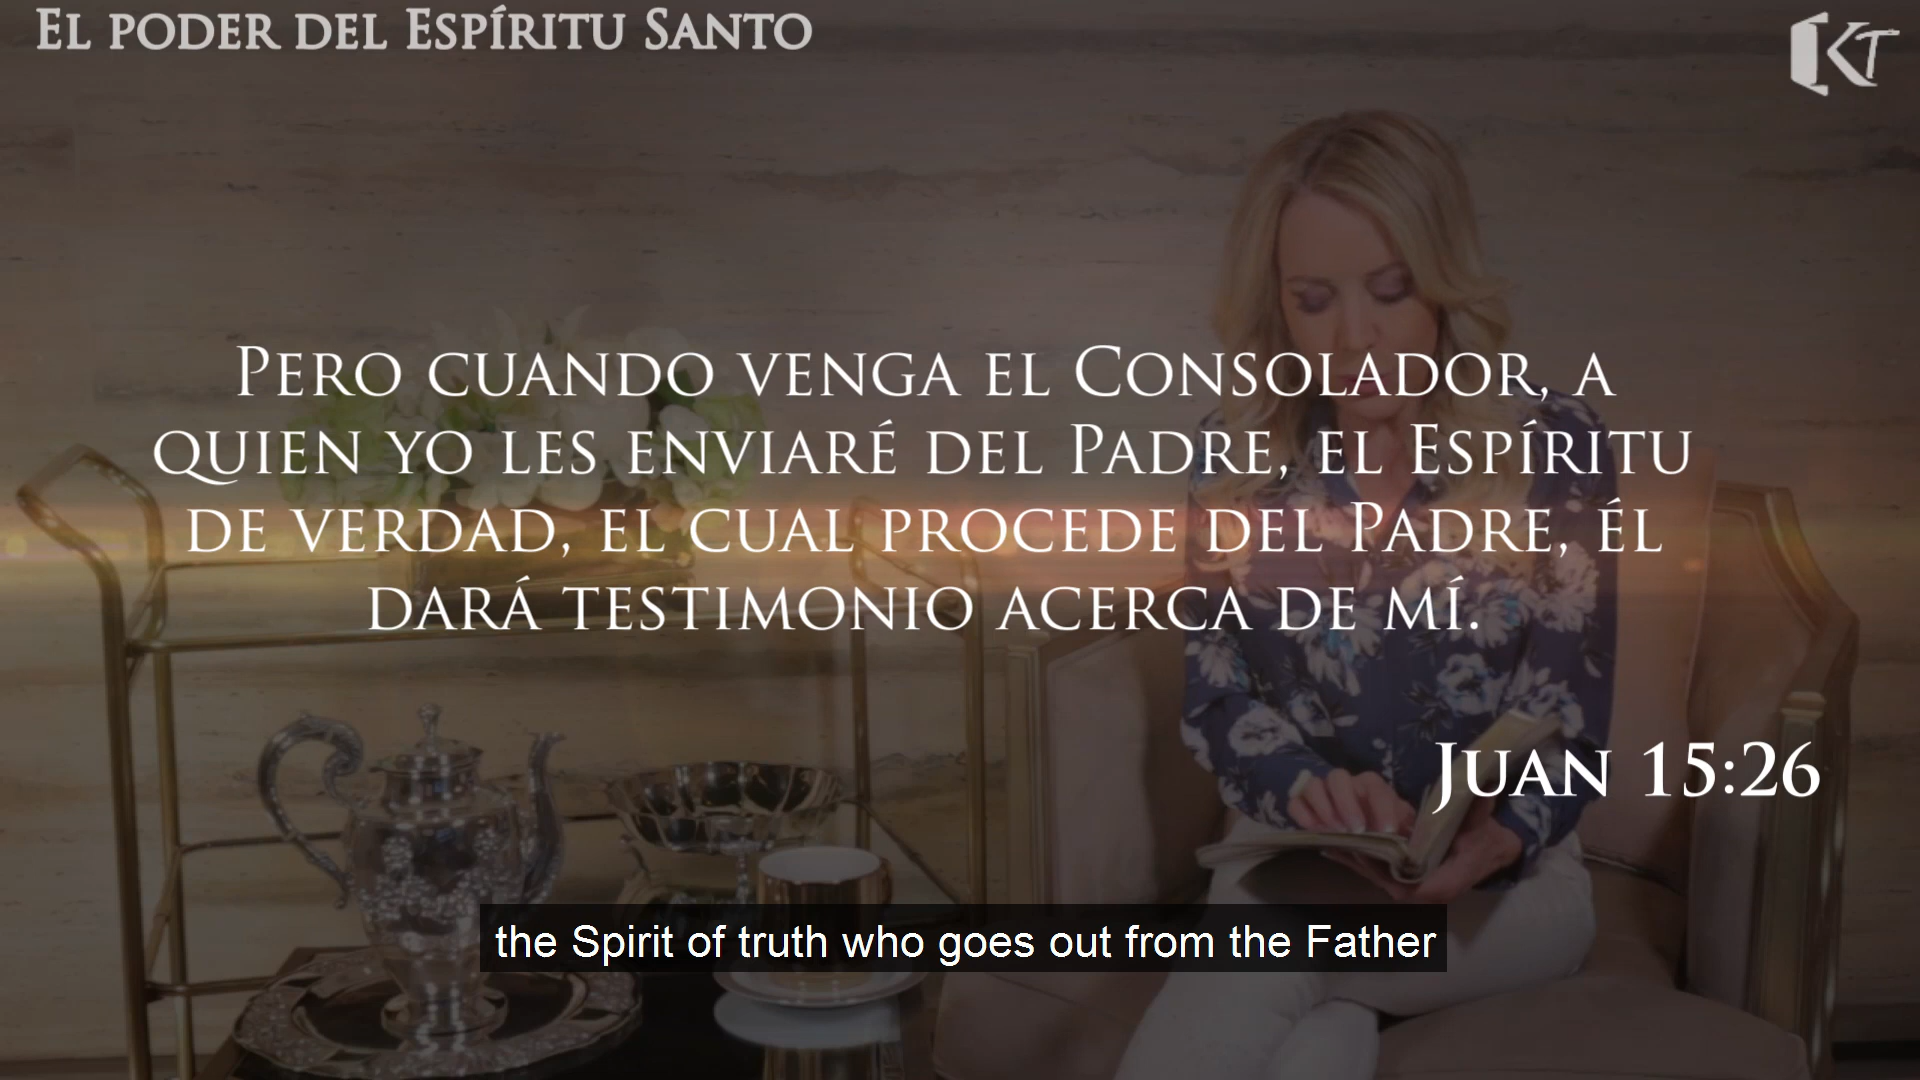 El poder del Espíritu Santo
KT
Pero cuando venga el Consolador, a
quien yo les enviaré del Padre, el Espíritu
de verdad, el cual procede del Padre, él
dará testimonio acerca de mí.
Juan 15:26
the Spirit of truth who goes out from the Father